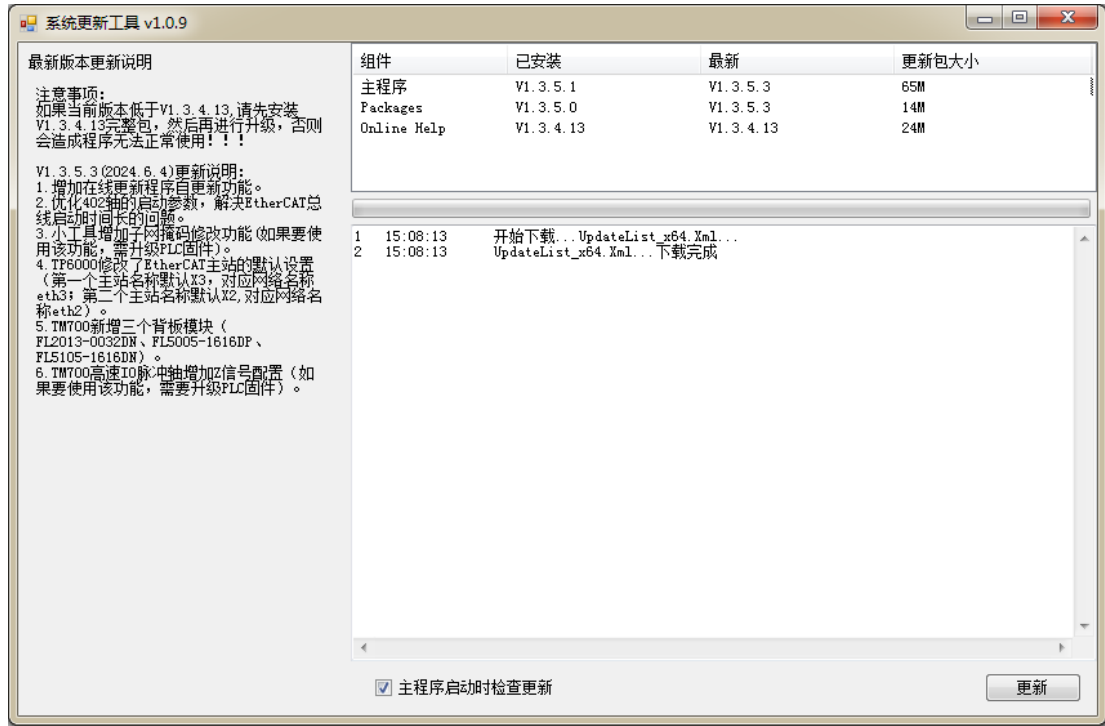 系统更新工具 v1.0.9
最新版本更新说明
注意事项:
如果当前版本低于V1.3.4.13,请先安装
V1.3.4.13完整包，然后再进行升级，否则
会造成程序无法正常使用！！！
V1.3.5.3(2024.6.4)更新说明:
1.增加在线更新程序自更新功能。
2.优化402轴的启动参数，解决EtherCAT总
线启动时间长的问题。
3.小工具增加子网掩码修改功能(如果要使
用该功能，需升级PLC固件)。
4.TP6000修改了EtherCAT主站的默认设置
（第一个主站名称默认X3，对应网络名称
eth3；第二个主站名称默认X2,对应网络名
称eth2）。
5.TM700新增三个背板模块（
FL2013-0032DN、FL5005-1616DP、
FL5105-1616DN）。
6.TM700高速IO脉冲轴增加Z信号配置（如
果要使用该功能，需要升级PLC固件）。
组件 已安装 最新 更新包大小
主程序 V1.3.5.1 V1.3.5.3 65M
Packages V1.3.5.0 V1.3.5.3 14M
Online Help V1.3.4.13 V1.3.4.13 24M
1 15:08:13 开始下载...UpdateList_x64.Xml...
2 15:08:13 UpdateList_x64.Xml...下载完成
主程序启动时检查更新
更新